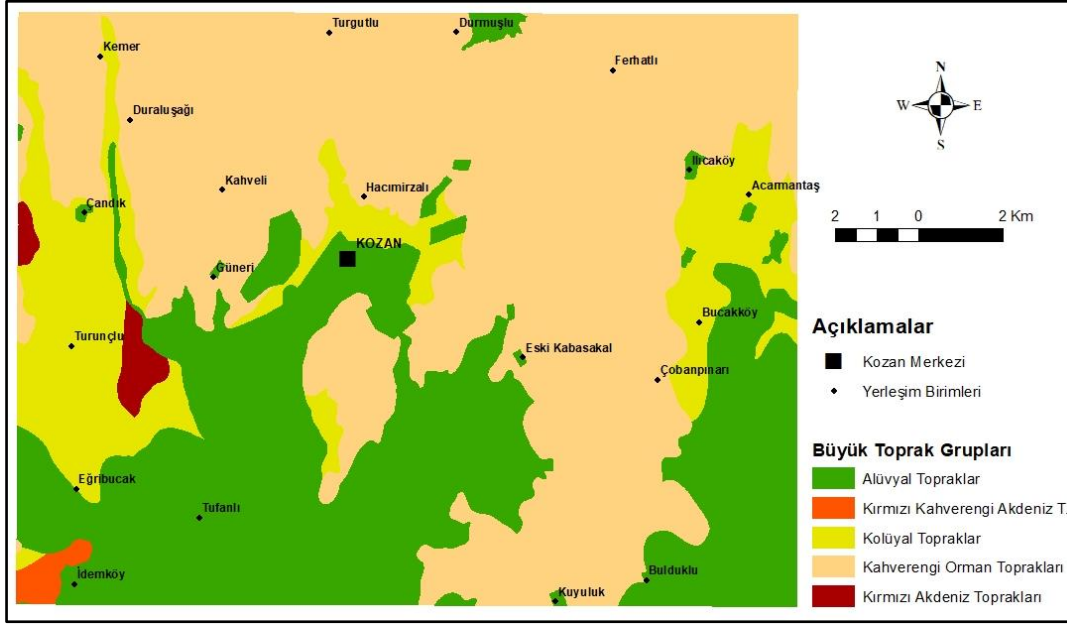 Turgutlu
Durmuşlu
Kemer
Ferhatlı
Duraluşağı
Ilıcaköy
Kahveli
Hacımirzalı
Acarmantaş
Çandık
KOZAN
Güneri
Bucakköy
Turunçlu
Eski Kabasakal
Çobanpınarı
Eğribucak
Tufanlı
İdemköy
Bulduklu
Kuyuluk
N
W E
S
2 1 0 2 Km
Açıklamalar
Kozan Merkezi
Yerleşim Birimleri
Büyük Toprak Grupları
Alüvyal Topraklar
Kırmızı Kahverengi Akdeniz T.
Kolüyal Topraklar
Kahverengi Orman Toprakları
Kırmızı Akdeniz Toprakları